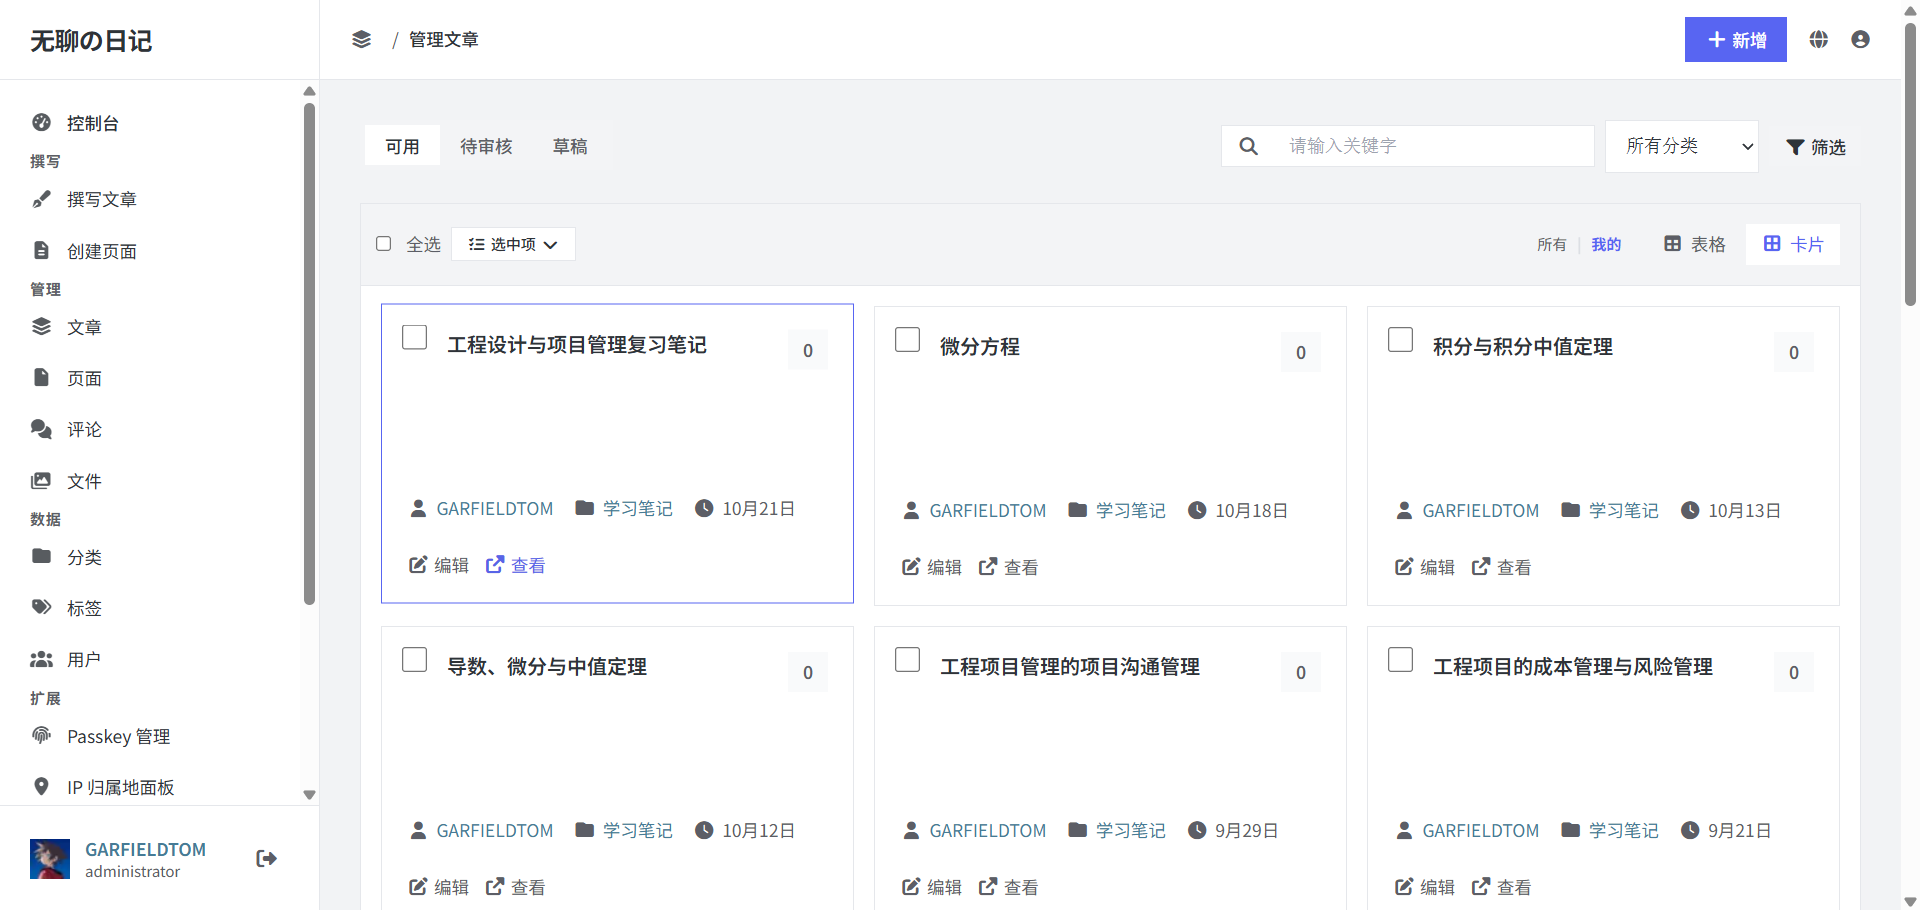 无聊の日记
/ 管理文章
新增
控制台
撰写
撰写文章
创建页面
管理
文章
页面
评论
文件
数据
分类
标签
用户
扩展
Passkey 管理
IP 归属地面板
GARFIELDTOM
administrator
可用 待审核 草稿
请输入关键字 所有分类 筛选
全选 选中项 所有 | 我的 表格 卡片
工程设计与项目管理复习笔记 0
GARFIELDTOM 学习笔记 10月21日
编辑 查看
微分方程 0
GARFIELDTOM 学习笔记 10月18日
编辑 查看
积分与积分中值定理 0
GARFIELDTOM 学习笔记 10月13日
编辑 查看
导数、微分与中值定理 0
GARFIELDTOM 学习笔记 10月12日
编辑 查看
工程项目管理的项目沟通管理 0
GARFIELDTOM 学习笔记 9月29日
编辑 查看
工程项目的成本管理与风险管理 0
GARFIELDTOM 学习笔记 9月21日
编辑 查看